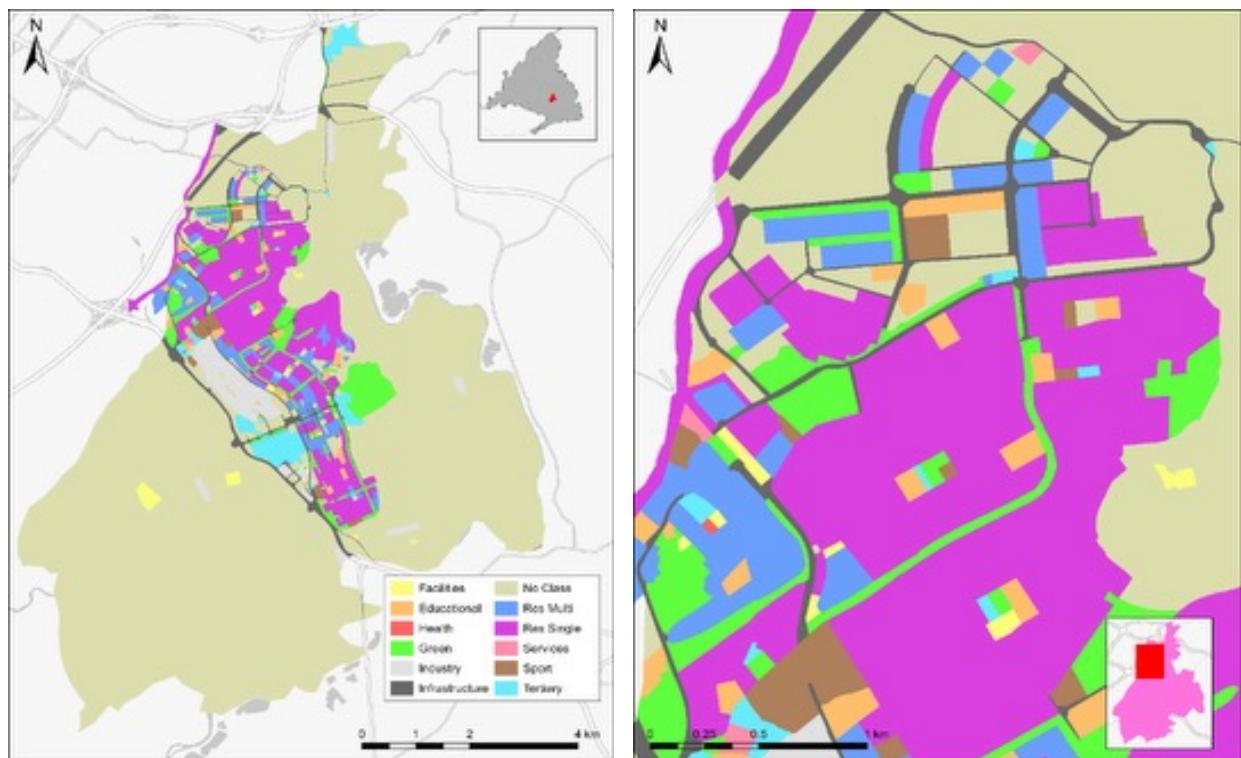 N
Facilities
Educational
Health
Green
Industry
Infrastructure
No Class
Res Multi
Res Single
Services
Sport
Tertiary
0 1 2 4 km
N
0 0.25 0.5 1 km